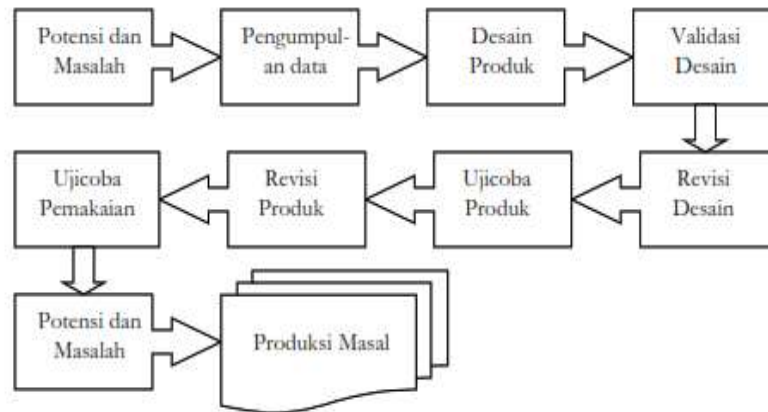 Potensi dan
Masalah
Pengumpul-
an data
Desain
Produk
Validasi
Desain
Revisi
Desain
Ujicoba
Produk
Revisi
Produk
Ujicoba
Pemakaian
Potensi dan
Masalah
Produksi Masal